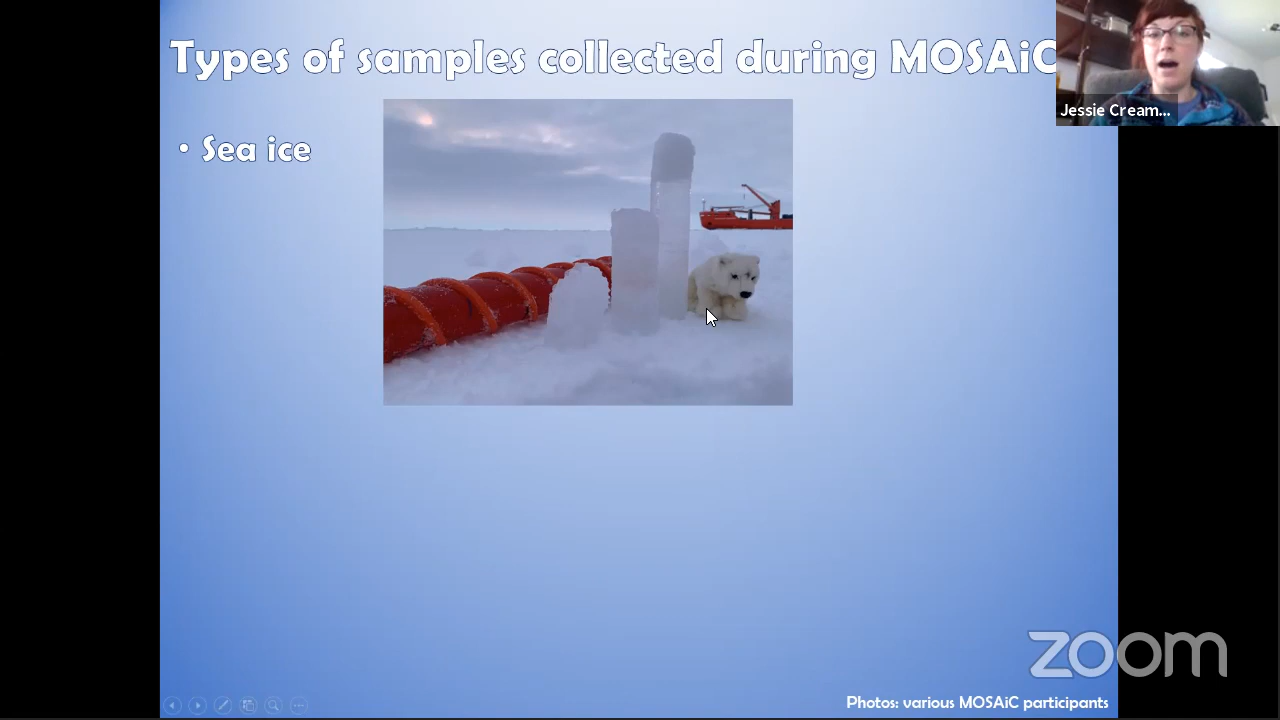 Types of samples collected during MOSAiC
Jessie Cream...
• Sea ice
zoom
Photos: various MOSAiC participants